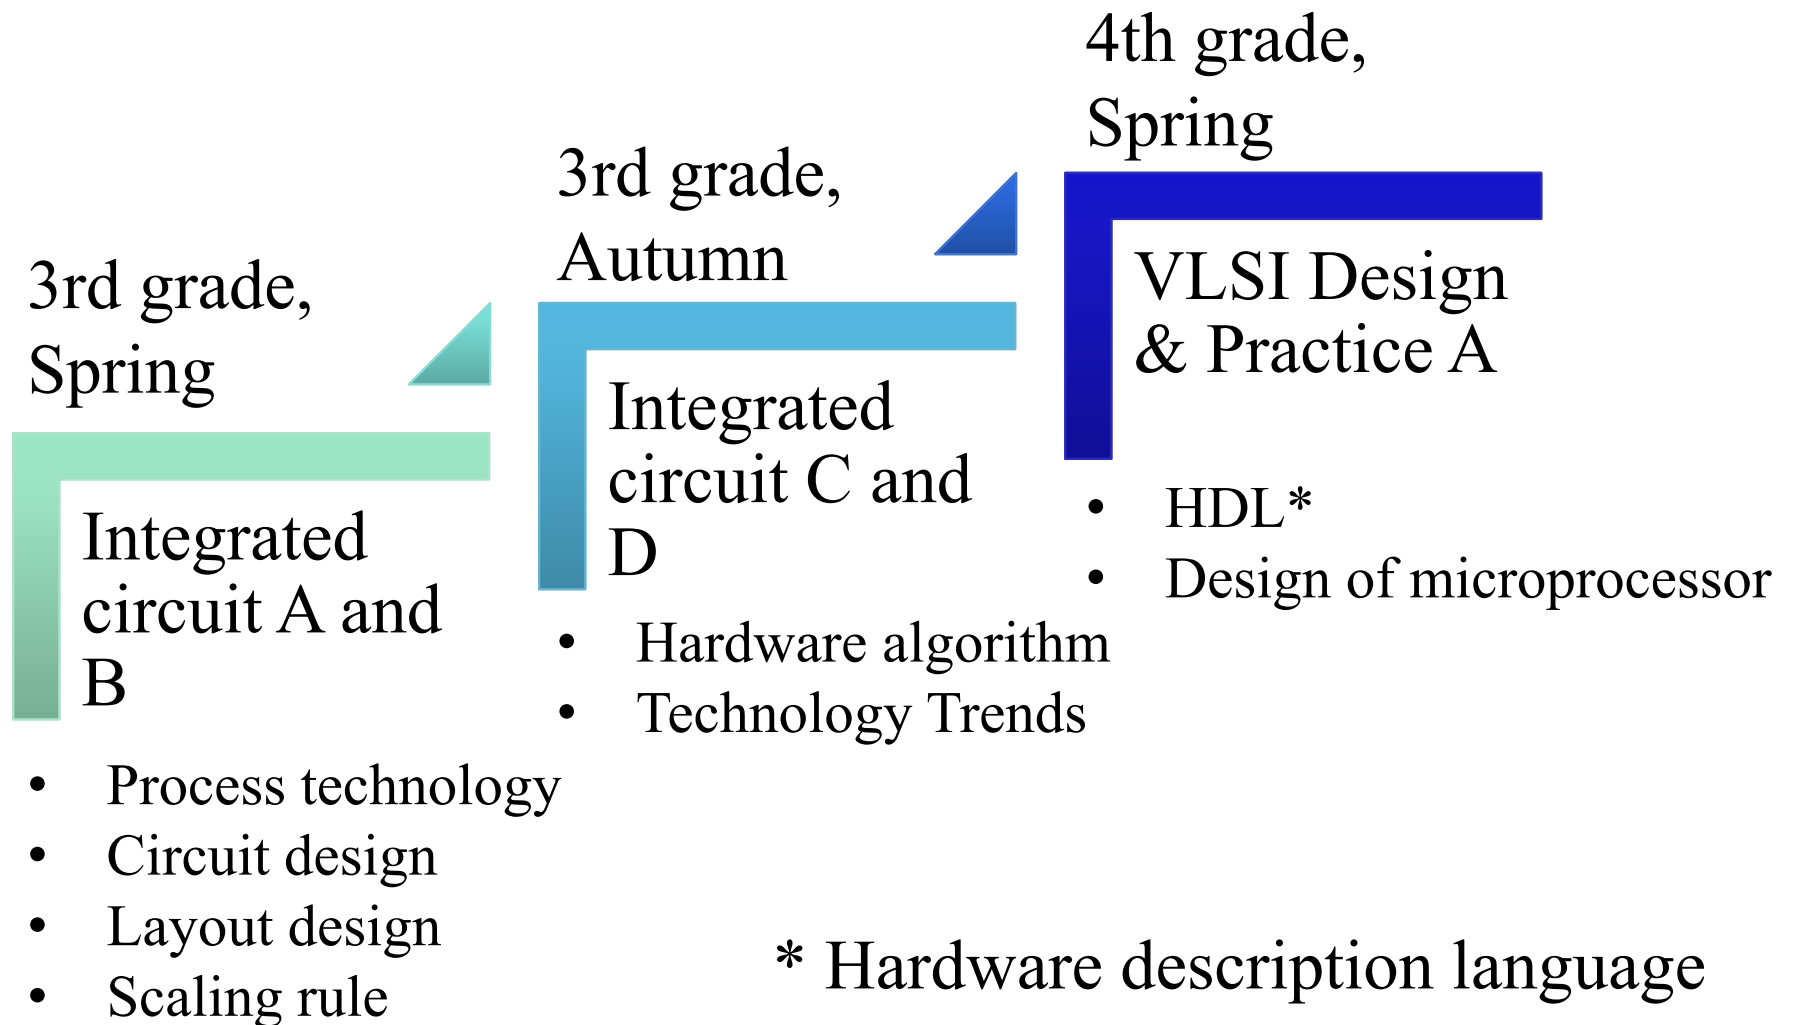 3rd grade,
Spring
Integrated
circuit A and
B
• Process technology
• Circuit design
• Layout design
• Scaling rule
3rd grade,
Autumn
Integrated
circuit C and
D
• Hardware algorithm
• Technology Trends
4th grade,
Spring
VLSI Design
& Practice A
• HDL*
• Design of microprocessor
* Hardware description language